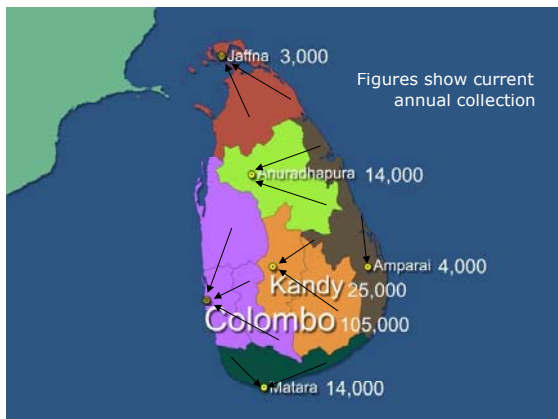 Jaffna 3,000
Figures show current
annual collection
Anuradhapura 14,000
Amparai 4,000
Kandy 25,000
Colombo 105,000
Matara 14,000